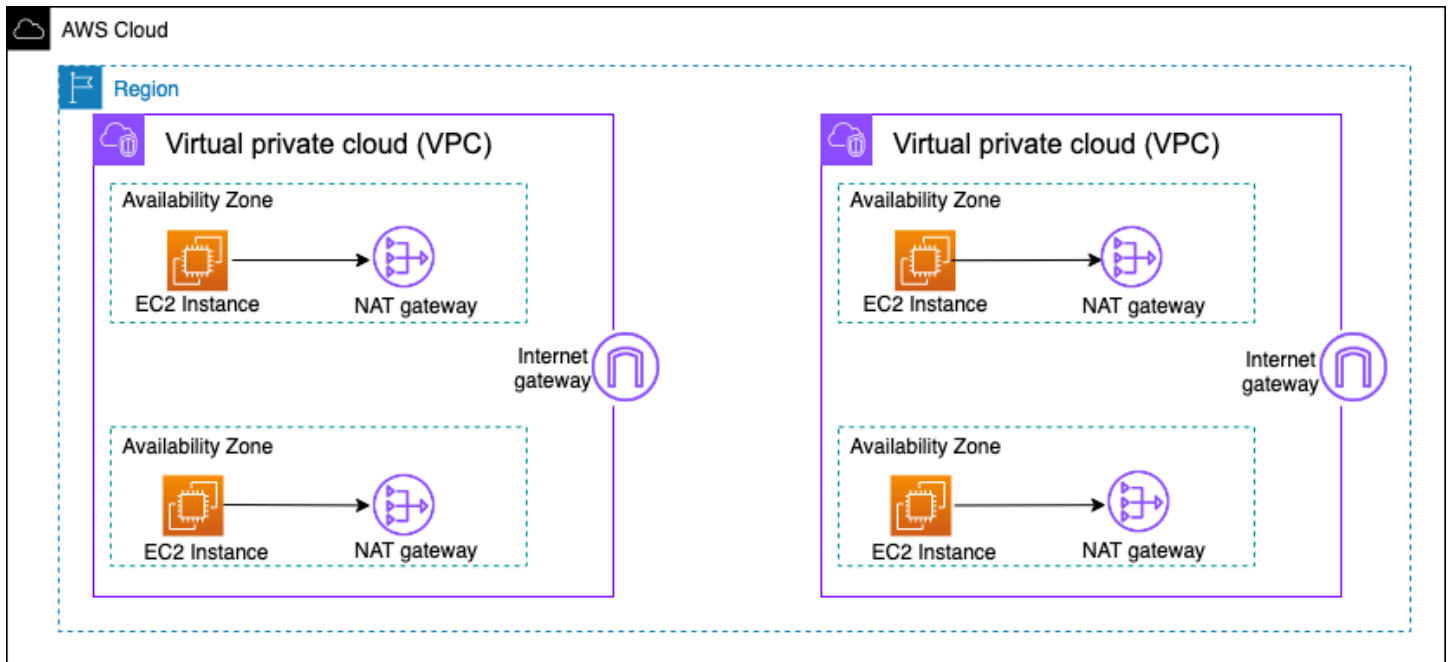 AWS Cloud
Region
Virtual private cloud (VPC)
Availability Zone
EC2 Instance
NAT gateway
Internet
gateway
Availability Zone
EC2 Instance
NAT gateway
Virtual private cloud (VPC)
Availability Zone
EC2 Instance
NAT gateway
Internet
gateway
Availability Zone
EC2 Instance
NAT gateway